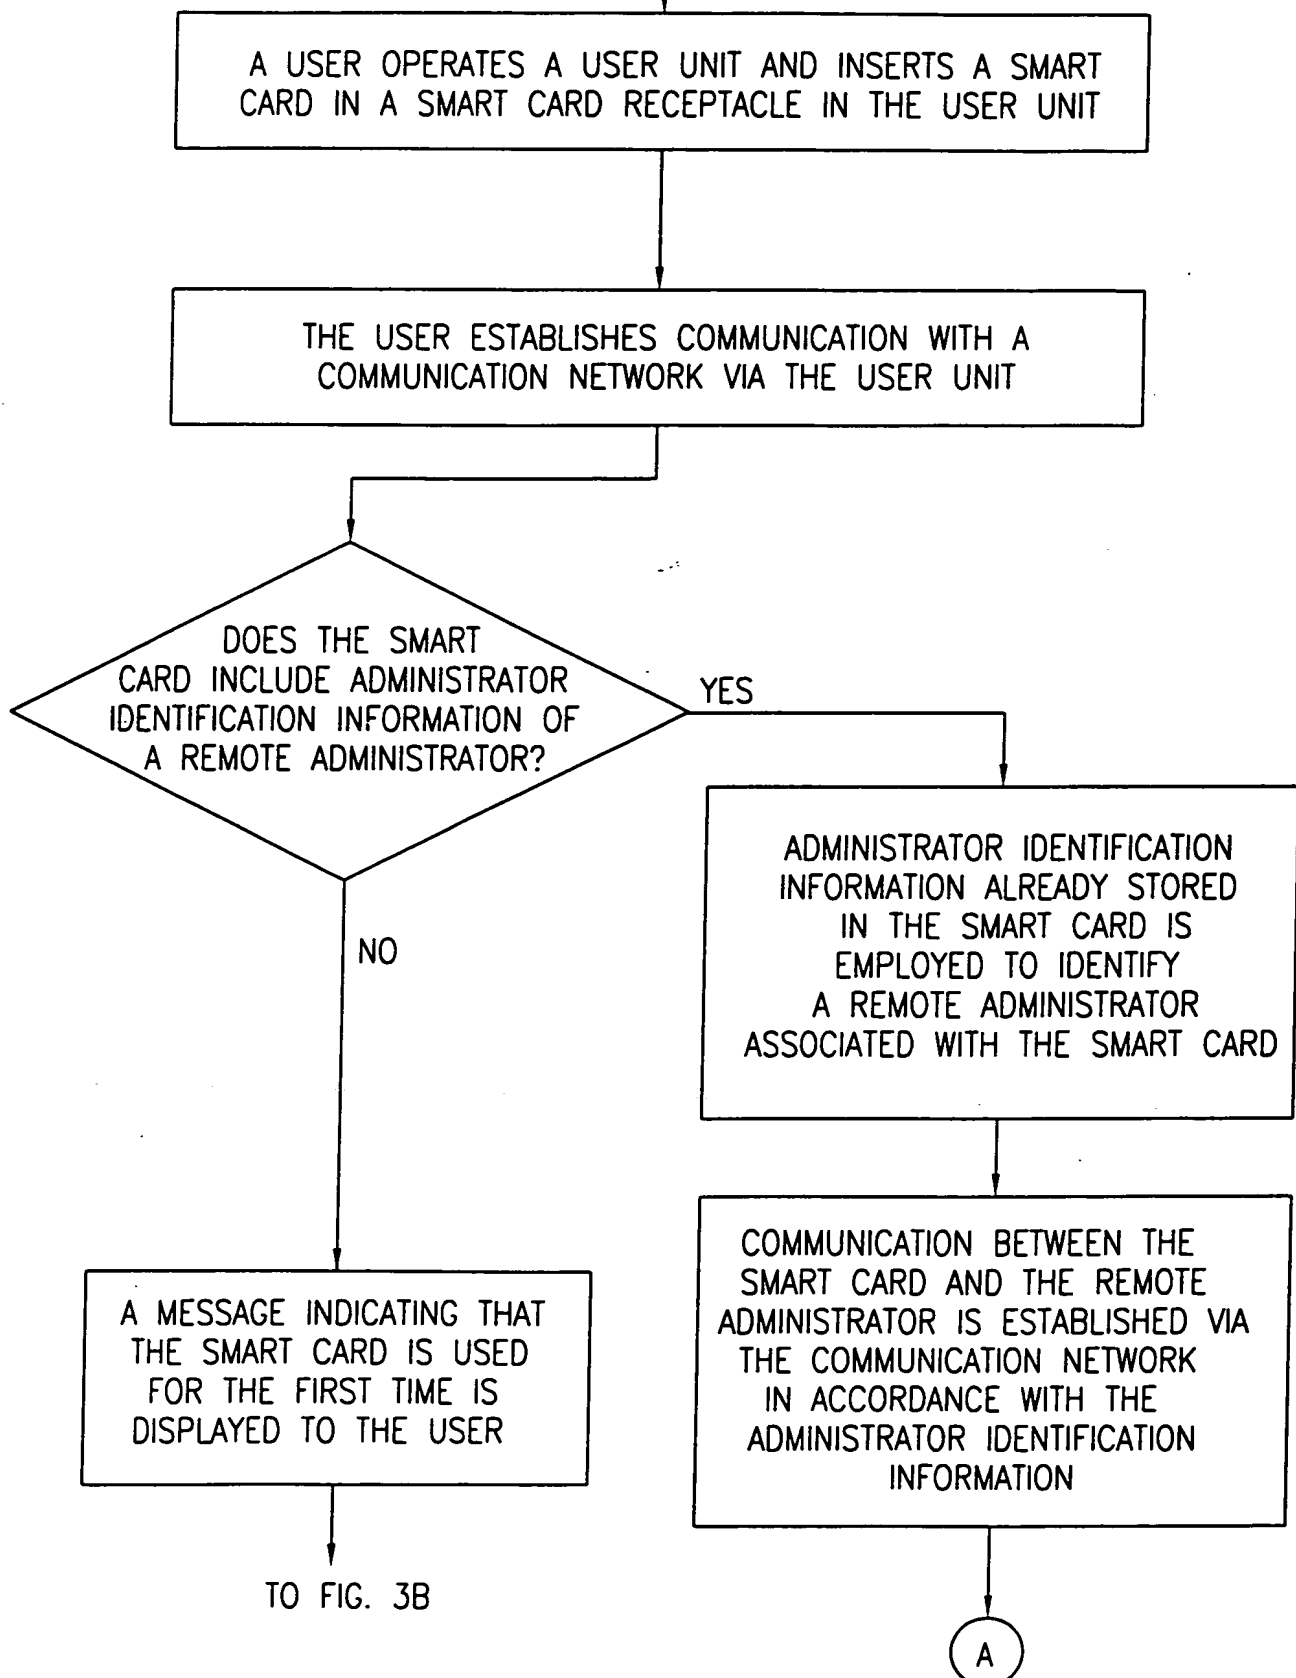 A USER OPERATES A USER UNIT AND INSERTS A SMART
CARD IN A SMART CARD RECEPTACLE IN THE USER UNIT
THE USER ESTABLISHES COMMUNICATION WITH A
COMMUNICATION NETWORK VIA THE USER UNIT
DOES THE SMART
CARD INCLUDE ADMINISTRATOR
IDENTIFICATION INFORMATION OF
A REMOTE ADMINISTRATOR?
YES
NO
ADMINISTRATOR IDENTIFICATION
INFORMATION ALREADY STORED
IN THE SMART CARD IS
EMPLOYED TO IDENTIFY
A REMOTE ADMINISTRATOR
ASSOCIATED WITH THE SMART CARD
COMMUNICATION BETWEEN THE
SMART CARD AND THE REMOTE
ADMINISTRATOR IS ESTABLISHED VIA
THE COMMUNICATION NETWORK
IN ACCORDANCE WITH THE
ADMINISTRATOR IDENTIFICATION
INFORMATION
A MESSAGE INDICATING THAT
THE SMART CARD IS USED
FOR THE FIRST TIME IS
DISPLAYED TO THE USER
TO FIG. 3B
A